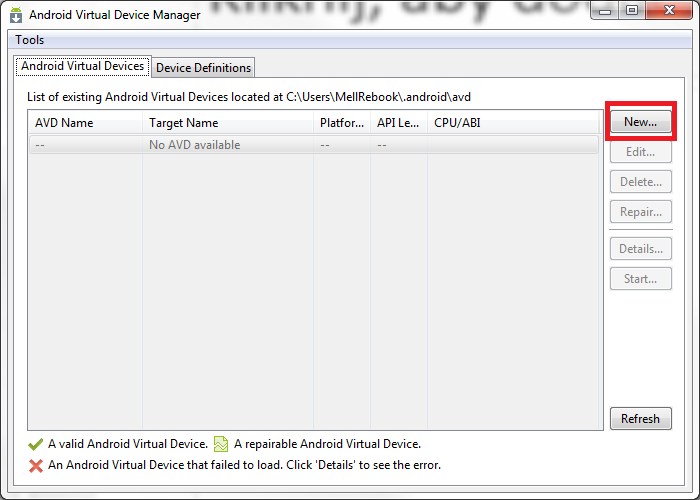 Kliknij, aby do
Android Virtual Device Manager
Tools
Android Virtual Devices Device Definitions
List of existing Android Virtual Devices located at C:\Users\MellRebook\.android\avd
AVD Name Target Name Platfor... API Le... CPU/ABI
-- No AVD available -- --
New...
Edit...
Delete...
Repair...
Details...
Start...
Refresh
A valid Android Virtual Device. A repairable Android Virtual Device.
An Android Virtual Device that failed to load. Click 'Details' to see the error.